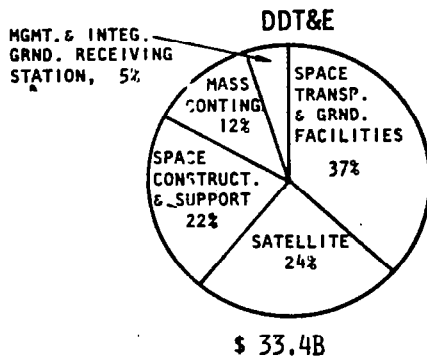 DDT&E
MGMT. & INTEG.
GRND. RECEIVING
STATION, 5%
MASS
CONTING.
12%
SPACE
TRANSP.
& GRND.
FACILITIES
37%
SPACE
CONSTRUCT.
& SUPPORT
22%
SATELLITE
24%
$ 33.4B